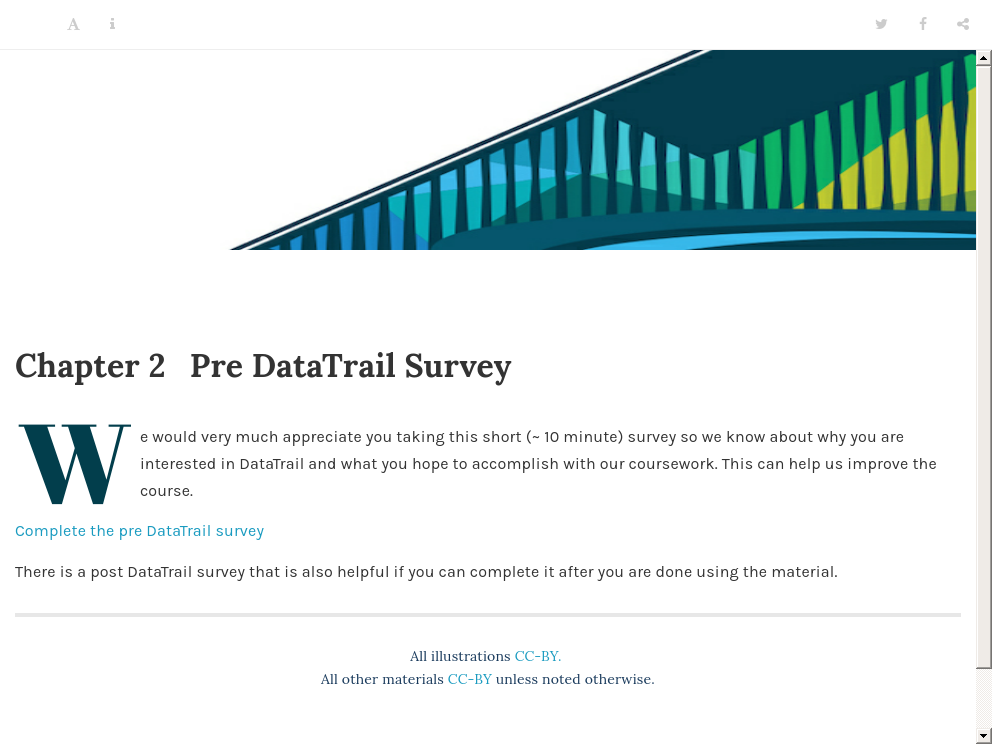 A i
Chapter 2 Pre DataTrail Survey
We would very much appreciate you taking this short (~ 10 minute) survey so we know about why you are
interested in DataTrail and what you hope to accomplish with our coursework. This can help us improve the
course.
Complete the pre DataTrail survey
There is a post DataTrail survey that is also helpful if you can complete it after you are done using the material.
All illustrations CC-BY.
All other materials CC-BY unless noted otherwise.